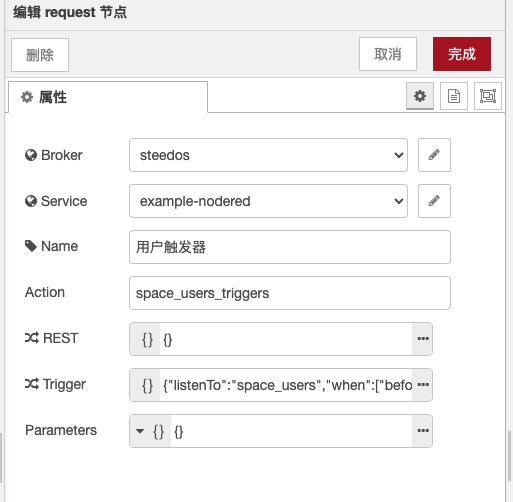 编辑 request 节点
删除 取消 完成
属性
Broker steedos
Service example-nodered
Name 用户触发器
Action space_users_triggers
REST {} {} •••
Trigger {} {"listenTo":"space_users","when":["befo •••
Parameters {} {} •••